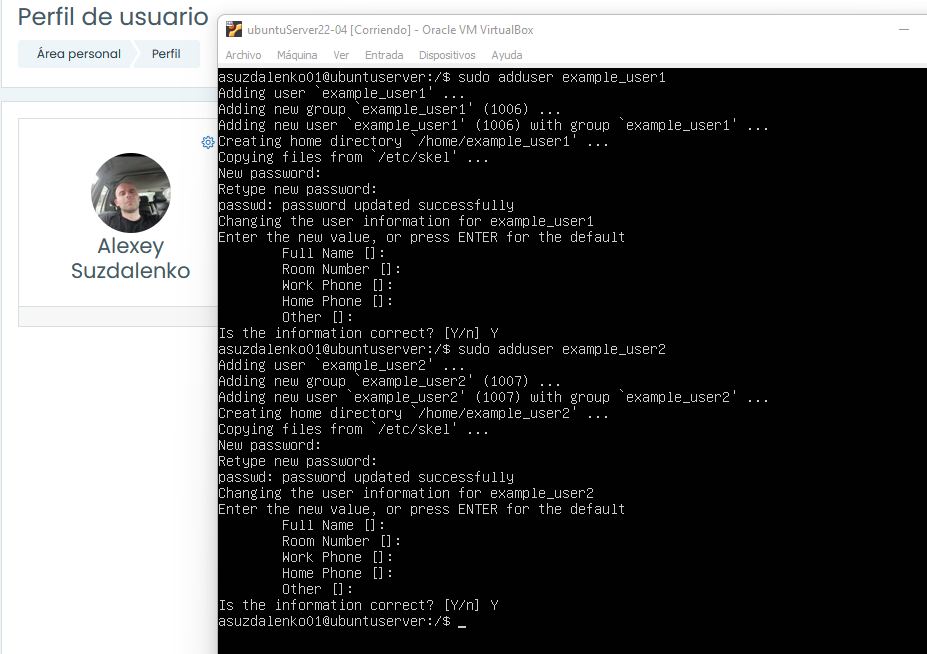 Perfil de usuario
Área personal
Perfil
Alexey
Suzdalenko
ubuntuServer22-04 [Corriendo] - Oracle VM VirtualBox
Archivo Máquina Ver Entrada Dispositivos Ayuda
asuzdalenko01@ubuntuserver:/$ sudo adduser example_user1
Adding user `example_user1' ...
Adding new group `example_user1' (1006) ...
Adding new user `example_user1' (1006) with group `example_user1' ...
Creating home directory `/home/example_user1' ...
Copying files from `/etc/skel' ...
New password:
Retype new password:
passwd: password updated successfully
Changing the user information for example_user1
Enter the new value, or press ENTER for the default
Full Name []:
Room Number []:
Work Phone []:
Home Phone []:
Other []:
Is the information correct? [Y/n] Y
asuzdalenko01@ubuntuserver:/$ sudo adduser example_user2
Adding user `example_user2' ...
Adding new group `example_user2' (1007) ...
Adding new user `example_user2' (1007) with group `example_user2' ...
Creating home directory `/home/example_user2' ...
Copying files from `/etc/skel' ...
New password:
Retype new password:
passwd: password updated successfully
Changing the user information for example_user2
Enter the new value, or press ENTER for the default
Full Name []:
Room Number []:
Work Phone []:
Home Phone []:
Other []:
Is the information correct? [Y/n] Y
asuzdalenko01@ubuntuserver:/$ _